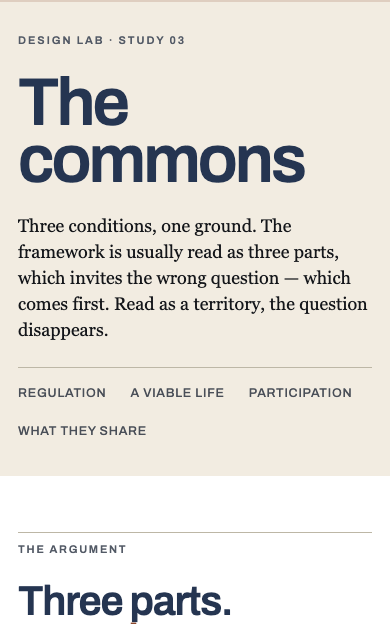 DESIGN LAB · STUDY 03
The
commons
Three conditions, one ground. The
framework is usually read as three parts,
which invites the wrong question — which
comes first. Read as a territory, the question
disappears.
REGULATION A VIABLE LIFE PARTICIPATION
WHAT THEY SHARE
THE ARGUMENT
Three parts.